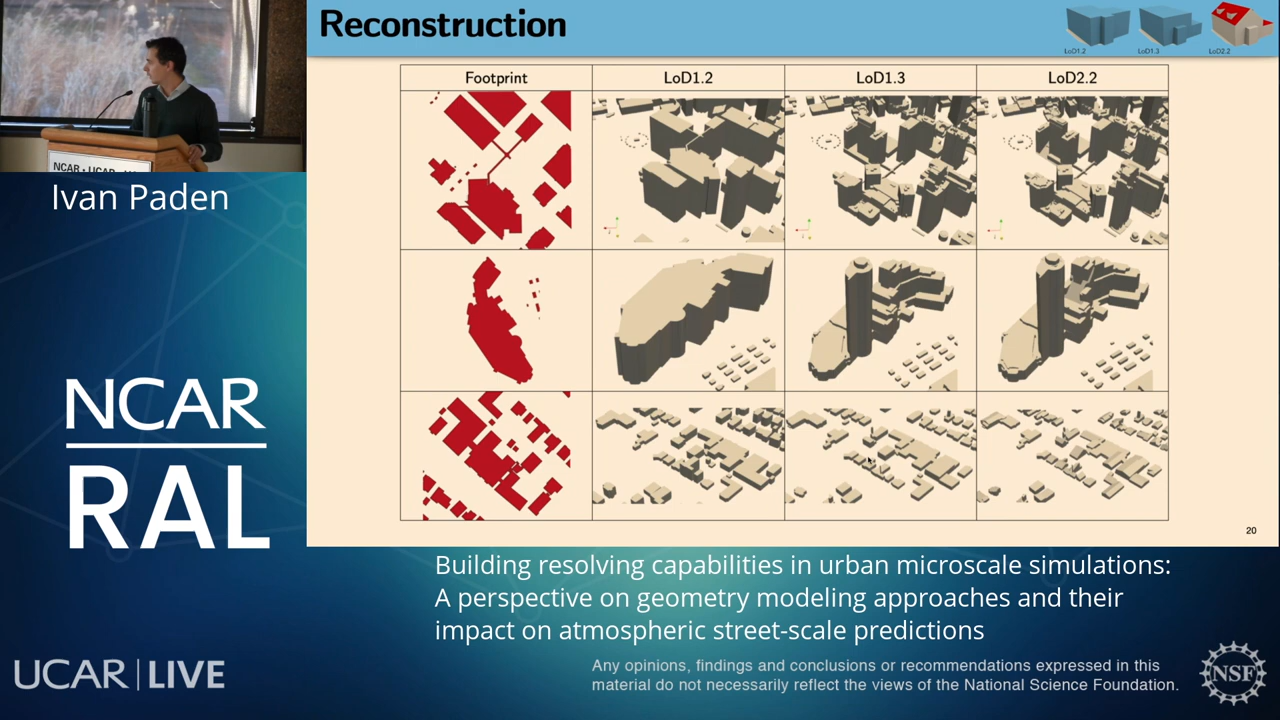 Reconstruction
LoD1.2
LoD1.3
LoD2.2
Footprint
LoD1.2
LoD1.3
LoD2.2
20
NCAR • UCAR
Ivan Paden
NCAR
RAL
Building resolving capabilities in urban microscale simulations:
A perspective on geometry modeling approaches and their
impact on atmospheric street-scale predictions
UCAR | LIVE
Any opinions, findings and conclusions or recommendations expressed in this
material do not necessarily reflect the views of the National Science Foundation.
NSF